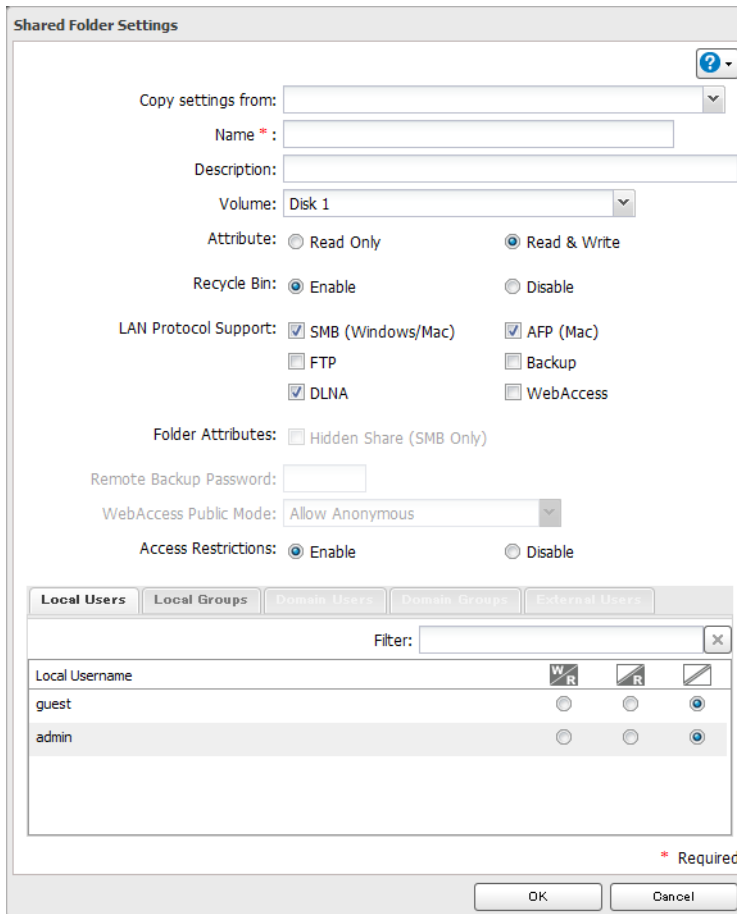 Shared Folder Settings
?
Copy settings from:
Name * :
Description:
Volume: Disk 1
Attribute: Read Only Read & Write
Recycle Bin: Enable Disable
LAN Protocol Support: SMB (Windows/Mac) AFP (Mac)
FTP Backup
DLNA WebAccess
Folder Attributes: Hidden Share (SMB Only)
Remote Backup Password:
WebAccess Public Mode: Allow Anonymous
Access Restrictions: Enable Disable
Local Users Local Groups Domain Users Domain Groups External Users
Filter:
Local Username W/R R
guest
admin
* Required
OK Cancel